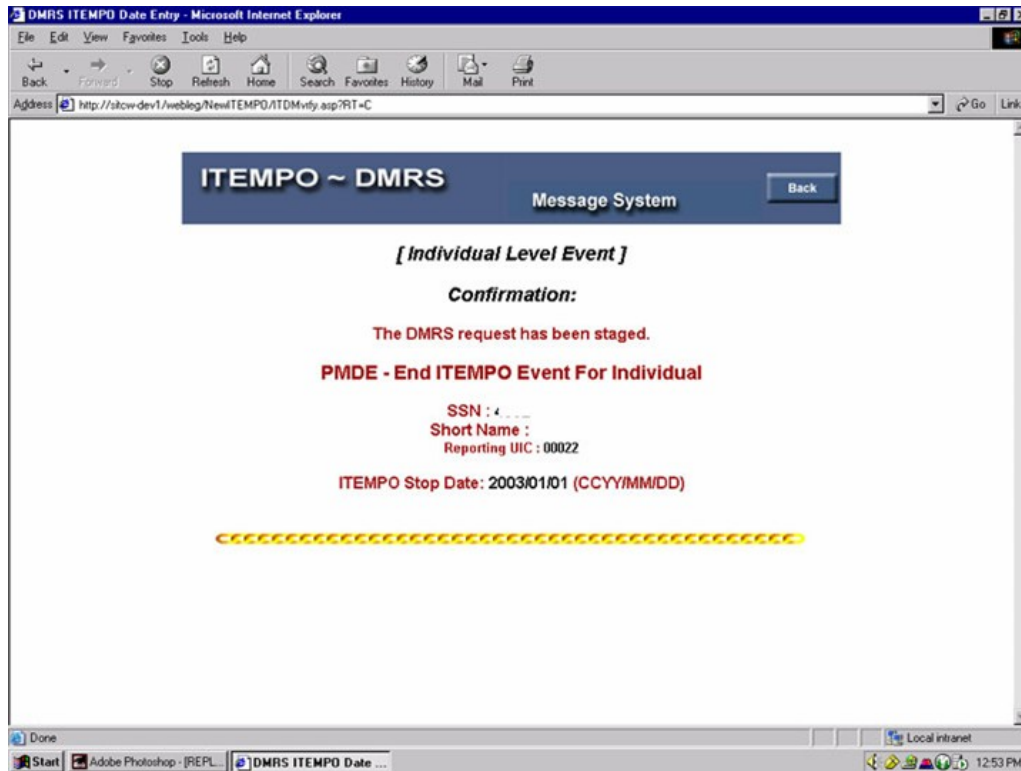 DMRS ITEMPO Date Entry - Microsoft Internet Explorer
File Edit View Favorites Tools Help
Back Forward Stop Refresh Home Search Favorites History Mail Print
Address http://sitcw-dev1/webleg/NewITEMPO/ITDMvrfy.asp?RT=C Go Link
ITEMPO ~ DMRS
Message System
Back
[ Individual Level Event ]
Confirmation:
The DMRS request has been staged.
PMDE - End ITEMPO Event For Individual
SSN :
Short Name :
Reporting UIC : 00022
ITEMPO Stop Date: 2003/01/01 (CCYY/MM/DD)
Done Local intranet
Start Adobe Photoshop - [REPL... DMRS ITEMPO Date ... 12:53 PM